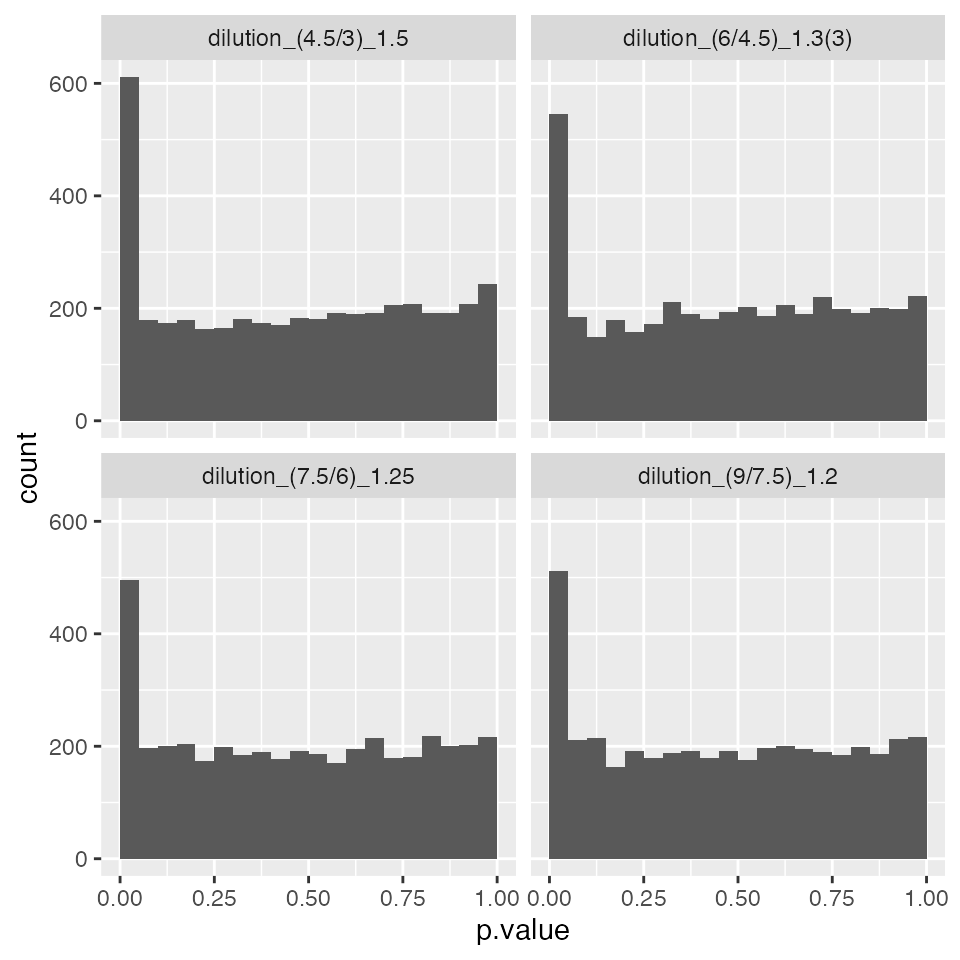 dilution_(4.5/3)_1.5
dilution_(6/4.5)_1.3(3)
600
400
200
0
dilution_(7.5/6)_1.25
dilution_(9/7.5)_1.2
600
400
200
0
count
0.00 0.25 0.50 0.75 1.00
0.00 0.25 0.50 0.75 1.00
p.value